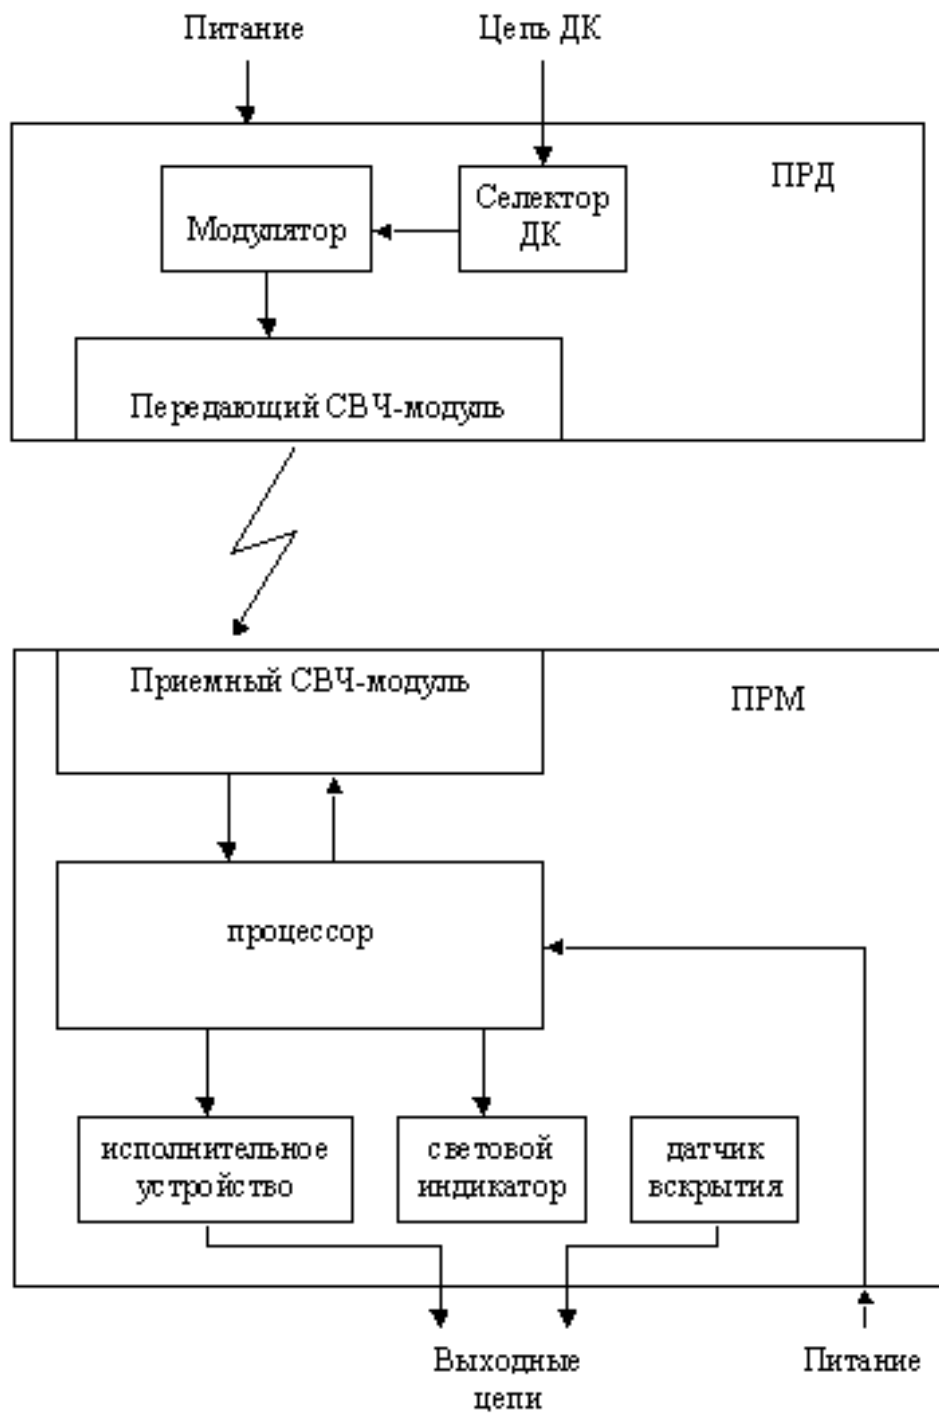 Питание
Цепь ДК
ПРД
Селектор
ДК
Модулятор
Передающий СВЧ-модуль
Приемный СВЧ-модуль
ПРМ
процессор
исполнительное
устройство
световой
индикатор
датчик
вскрытия
Выходные
цепи
Питание